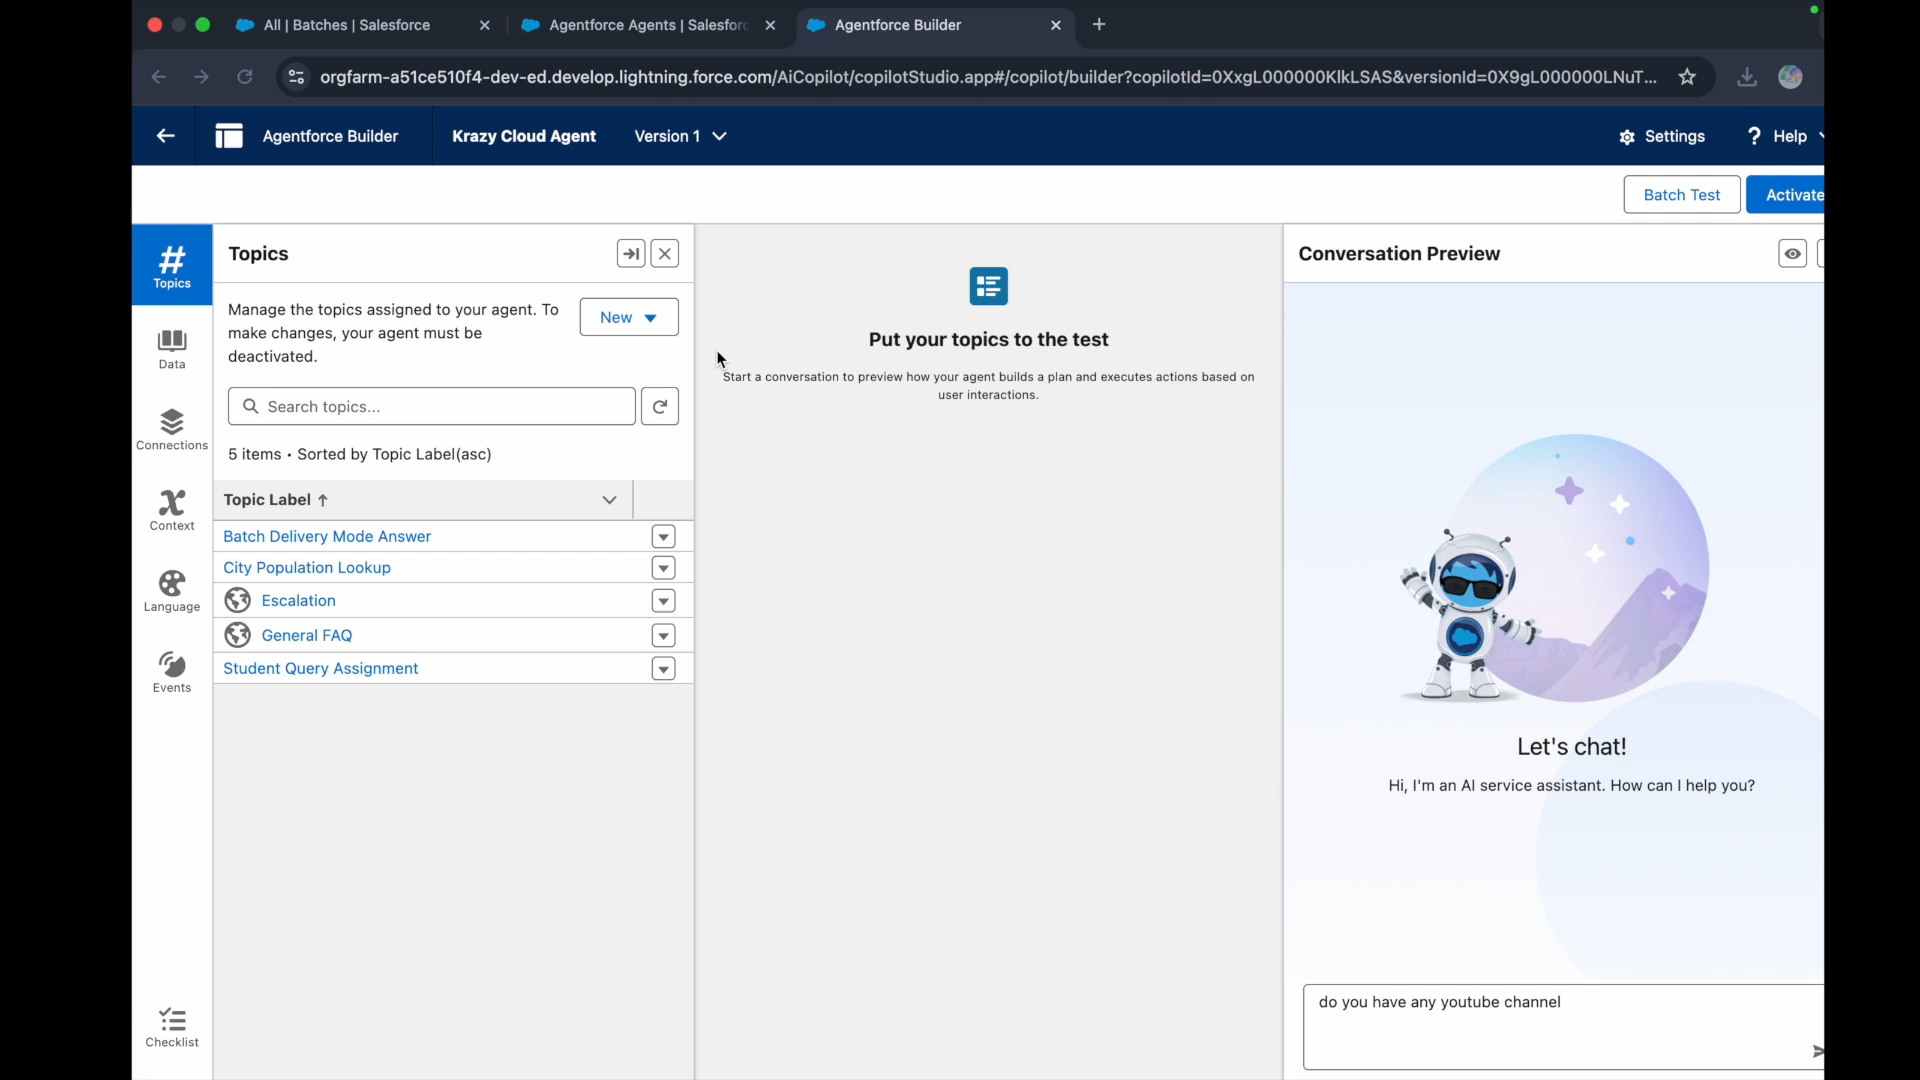 All | Batches | Salesforce
Agentforce Agents | Salesforc
Agentforce Builder
orgfarm-a51ce510f4-dev-ed.develop.lightning.force.com/AiCopilot/copilotStudio.app#/copilot/builder?copilotId=0XxgL000000KlkLSAS&versionId=0X9gL000000LNuT...
Agentforce Builder
Krazy Cloud Agent
Version 1
Settings
? Help
Batch Test
Activate
# Topics
Data
Connections
Context
Language
Events
Checklist
Topics
Manage the topics assigned to your agent. To
make changes, your agent must be
deactivated.
New
Search topics...
5 items • Sorted by Topic Label(asc)
Topic Label ↑
Batch Delivery Mode Answer
City Population Lookup
Escalation
General FAQ
Student Query Assignment
Put your topics to the test
Start a conversation to preview how your agent builds a plan and executes actions based on
user interactions.
Conversation Preview
Let's chat!
Hi, I'm an AI service assistant. How can I help you?
do you have any youtube channel